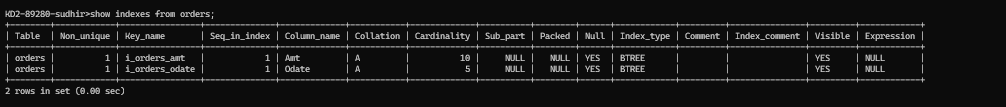 KD2-89280-sudhir>show indexes from orders;
+--------+------------+----------------+--------------+-------------+-----------+-------------+----------+--------+------+------------+---------+---------------+---------+------------+
| Table  | Non_unique | Key_name       | Seq_in_index | Column_name | Collation | Cardinality | Sub_part | Packed | Null | Index_type | Comment | Index_comment | Visible | Expression |
+--------+------------+----------------+--------------+-------------+-----------+-------------+----------+--------+------+------------+---------+---------------+---------+------------+
| orders |          1 | i_orders_amt   |            1 | Amt         | A         |          10 |     NULL |   NULL | YES  | BTREE      |         |               | YES     | NULL       |
| orders |          1 | i_orders_odate |            1 | Odate       | A         |           5 |     NULL |   NULL | YES  | BTREE      |         |               | YES     | NULL       |
+--------+------------+----------------+--------------+-------------+-----------+-------------+----------+--------+------+------------+---------+---------------+---------+------------+
2 rows in set (0.00 sec)